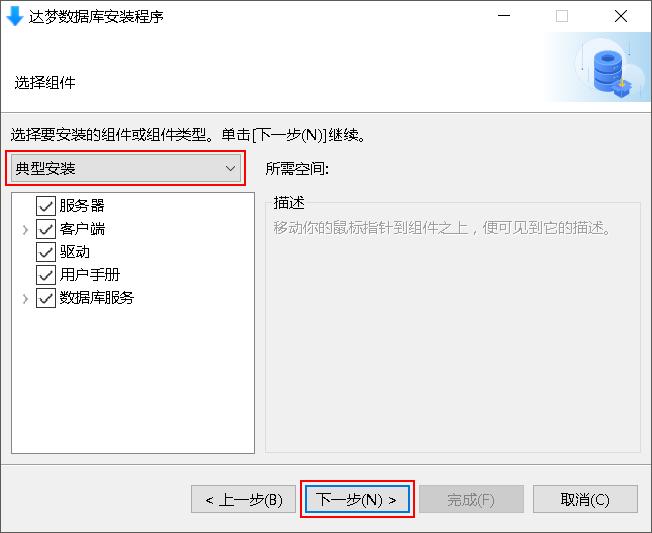 达梦数据库安装程序
选择组件
选择要安装的组件或组件类型。单击[下一步(N)]继续。
典型安装
所需空间:
服务器
客户端
驱动
用户手册
数据库服务
描述
移动你的鼠标指针到组件之上，便可见到它的描述。
< 上一步(B)
下一步(N) >
完成(F)
取消(C)